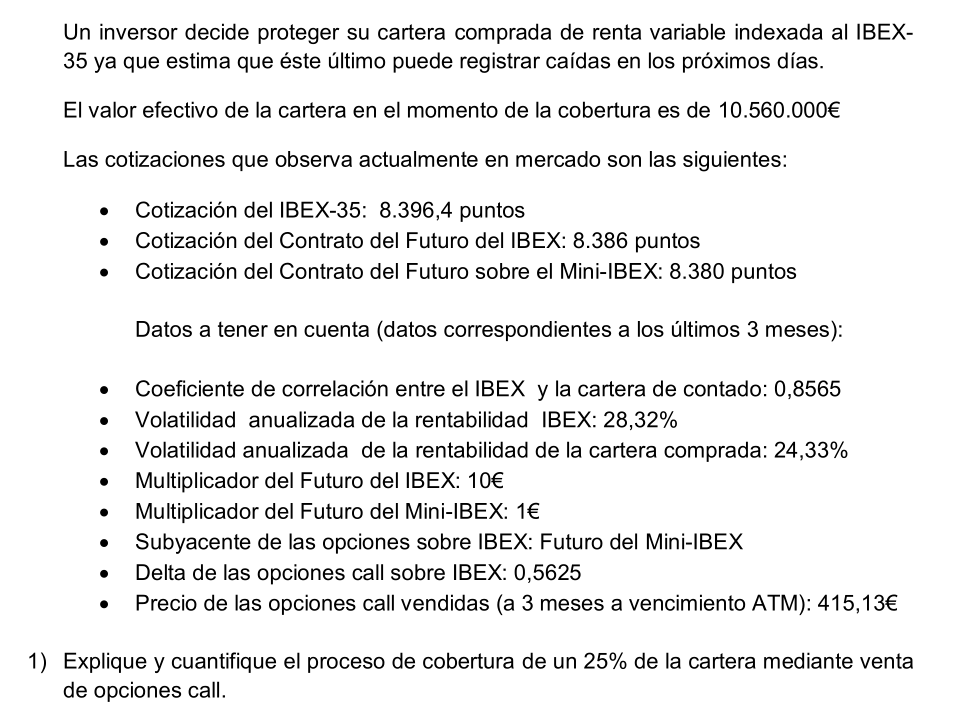 Un inversor decide proteger su cartera comprada de renta variable indexada al IBEX-
35 ya que estima que éste último puede registrar caídas en los próximos días.
El valor efectivo de la cartera en el momento de la cobertura es de 10.560.000€
Las cotizaciones que observa actualmente en mercado son las siguientes:
• Cotización del IBEX-35: 8.396,4 puntos
• Cotización del Contrato del Futuro del IBEX: 8.386 puntos
• Cotización del Contrato del Futuro sobre el Mini-IBEX: 8.380 puntos
Datos a tener en cuenta (datos correspondientes a los últimos 3 meses):
• Coeficiente de correlación entre el IBEX y la cartera de contado: 0,8565
• Volatilidad anualizada de la rentabilidad IBEX: 28,32%
• Volatilidad anualizada de la rentabilidad de la cartera comprada: 24,33%
• Multiplicador del Futuro del IBEX: 10€
• Multiplicador del Futuro del Mini-IBEX: 1€
• Subyacente de las opciones sobre IBEX: Futuro del Mini-IBEX
• Delta de las opciones call sobre IBEX: 0,5625
• Precio de las opciones call vendidas (a 3 meses a vencimiento ATM): 415,13€
1) Explique y cuantifique el proceso de cobertura de un 25% de la cartera mediante venta
de opciones call.